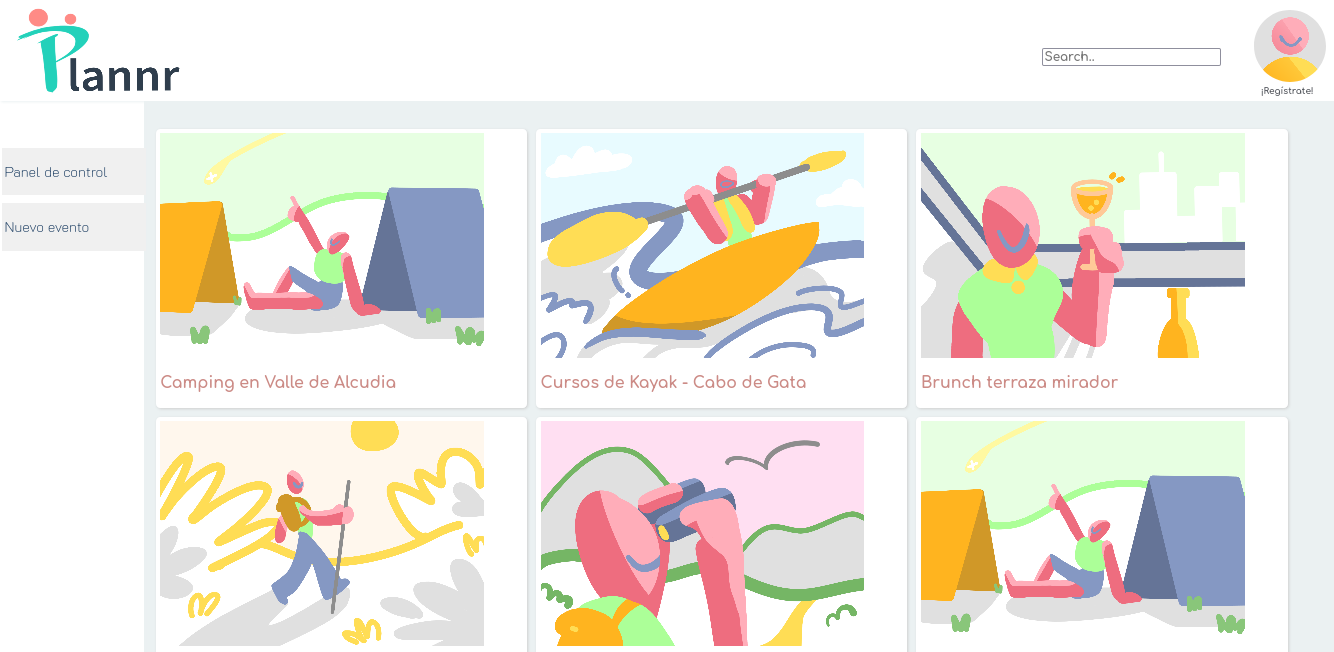 Plannr
Search..
¡Regístrate!
Panel de control
Nuevo evento
Camping en Valle de Alcudia
Cursos de Kayak - Cabo de Gata
Brunch terraza mirador